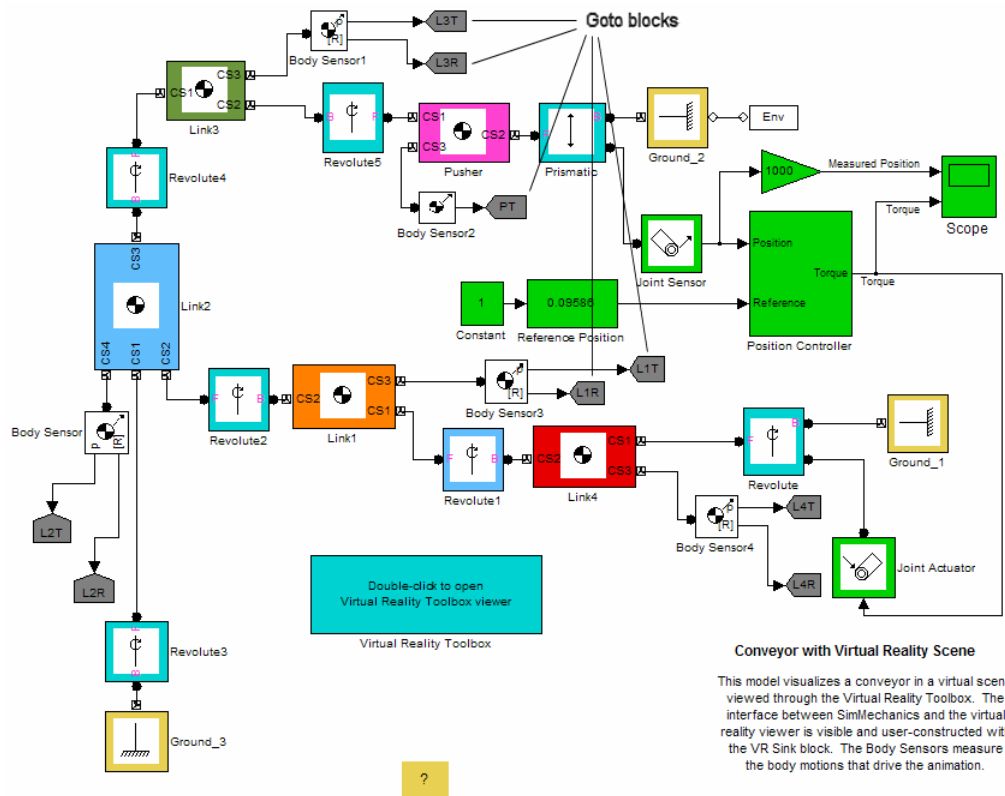 Goto blocks
L3T
L3R
Body Sensor1
p
[R]
CS3
CS1
CS2
Link3
B
F
Revolute5
CS1
CS3
CS2
Pusher
F
B
Prismatic
Ground_2
Env
F
B
Revolute4
Body Sensor2
PT
1000
Measured Position
Torque
Scope
Joint Sensor
Position
Reference
Torque
Torque
Position Controller
1
Constant
0.09586
Reference Position
CS3
Link2
CS4
CS1
CS2
Body Sensor
p
[R]
L2T
L2R
F
B
Revolute2
CS2
CS3
CS1
Link1
p
[R]
Body Sensor3
L1T
L1R
F
B
Revolute1
CS2
CS1
CS3
Link4
F
B
Revolute
Ground_1
p
[R]
Body Sensor4
L4T
L4R
Joint Actuator
Double-click to open
Virtual Reality Toolbox viewer
Virtual Reality Toolbox
F
B
Revolute3
Ground_3
?
Conveyor with Virtual Reality Scene
This model visualizes a conveyor in a virtual scen
viewed through the Virtual Reality Toolbox. The
interface between SimMechanics and the virtua
reality viewer is visible and user-constructed wit
the VR Sink block. The Body Sensors measure
the body motions that drive the animation.